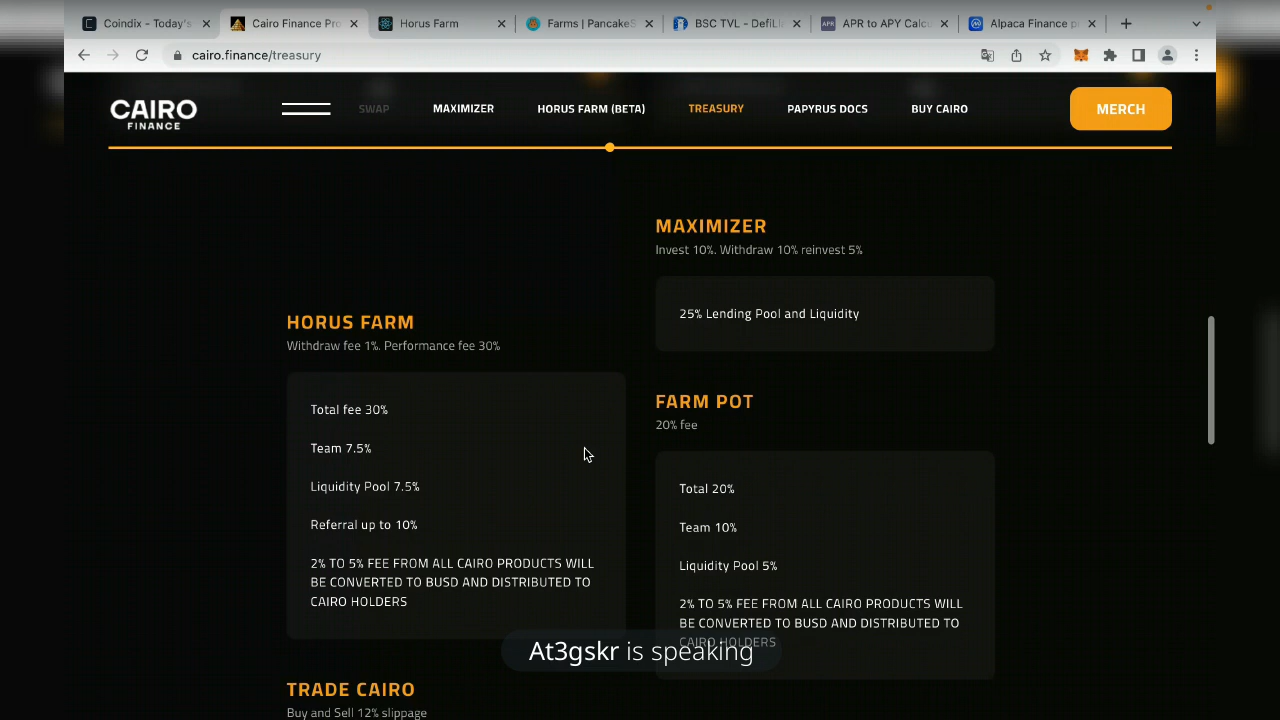 Coindix - Today's
Cairo Finance Pro
Horus Farm
Farms | PancakeS
BSC TVL - DefiLl
APR to APY Calcu
Alpaca Finance p
cairo.finance/treasury
CAIRO
FINANCE
SWAP
MAXIMIZER
HORUS FARM (BETA)
TREASURY
PAPYRUS DOCS
BUY CAIRO
MERCH
HORUS FARM
Withdraw fee 1%. Performance fee 30%
Total fee 30%
Team 7.5%
Liquidity Pool 7.5%
Referral up to 10%
2% TO 5% FEE FROM ALL CAIRO PRODUCTS WILL
BE CONVERTED TO BUSD AND DISTRIBUTED TO
CAIRO HOLDERS
TRADE CAIRO
Buy and Sell 12% slippage
MAXIMIZER
Invest 10%. Withdraw 10% reinvest 5%
25% Lending Pool and Liquidity
FARM POT
20% fee
Total 20%
Team 10%
Liquidity Pool 5%
2% TO 5% FEE FROM ALL CAIRO PRODUCTS WILL
BE CONVERTED TO BUSD AND DISTRIBUTED TO
CAIRO HOLDERS
At3gskr is speaking